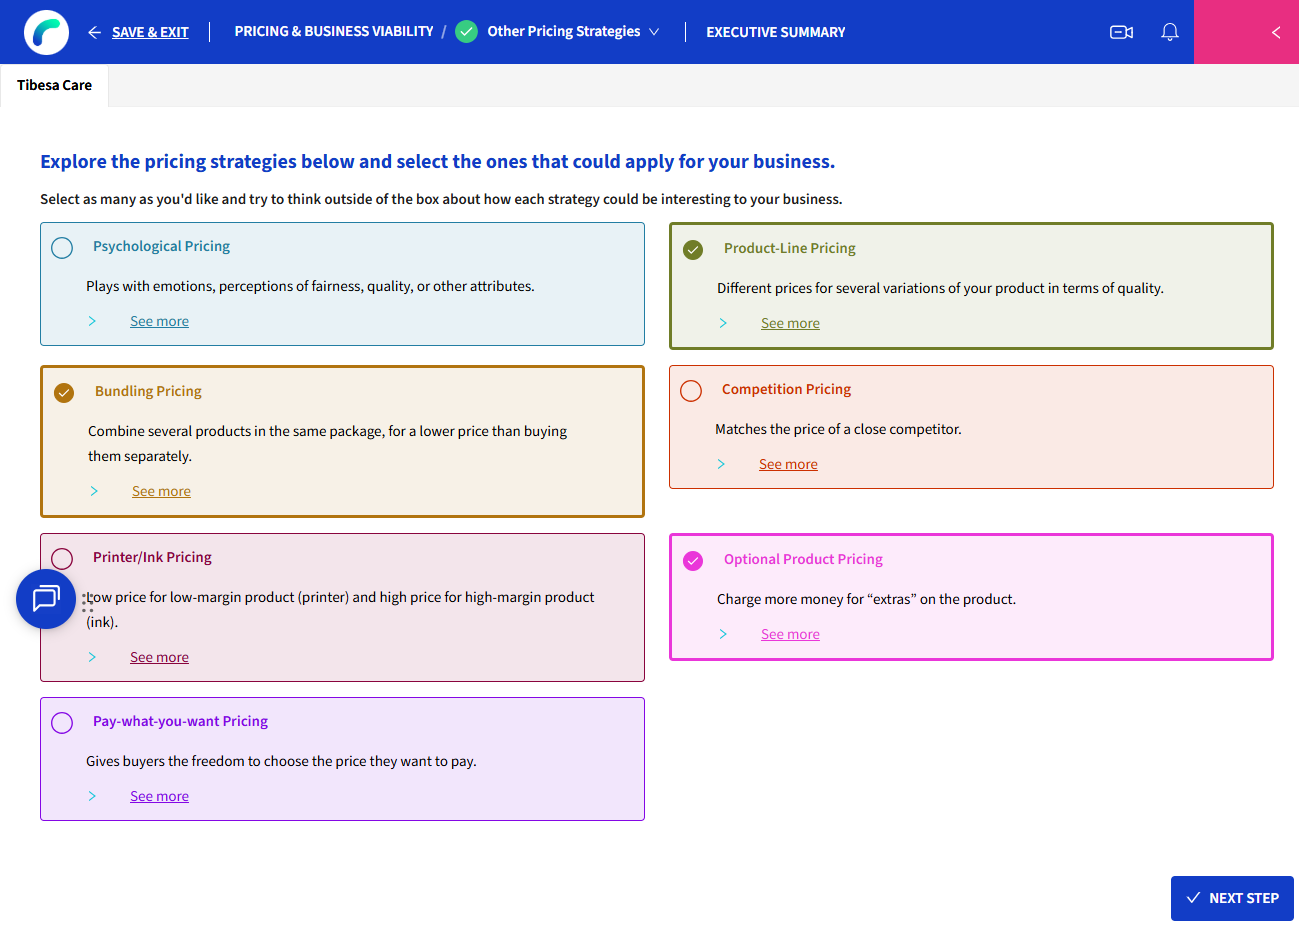 SAVE & EXIT
PRICING & BUSINESS VIABILITY / Other Pricing Strategies
EXECUTIVE SUMMARY
Tibesa Care
Explore the pricing strategies below and select the ones that could apply for your business.
Select as many as you'd like and try to think outside of the box about how each strategy could be interesting to your business.
Psychological Pricing
Plays with emotions, perceptions of fairness, quality, or other attributes.
See more
Product-Line Pricing
Different prices for several variations of your product in terms of quality.
See more
Bundling Pricing
Combine several products in the same package, for a lower price than buying
them separately.
See more
Competition Pricing
Matches the price of a close competitor.
See more
Printer/Ink Pricing
Low price for low-margin product (printer) and high price for high-margin product
(ink).
See more
Optional Product Pricing
Charge more money for “extras” on the product.
See more
Pay-what-you-want Pricing
Gives buyers the freedom to choose the price they want to pay.
See more
NEXT STEP